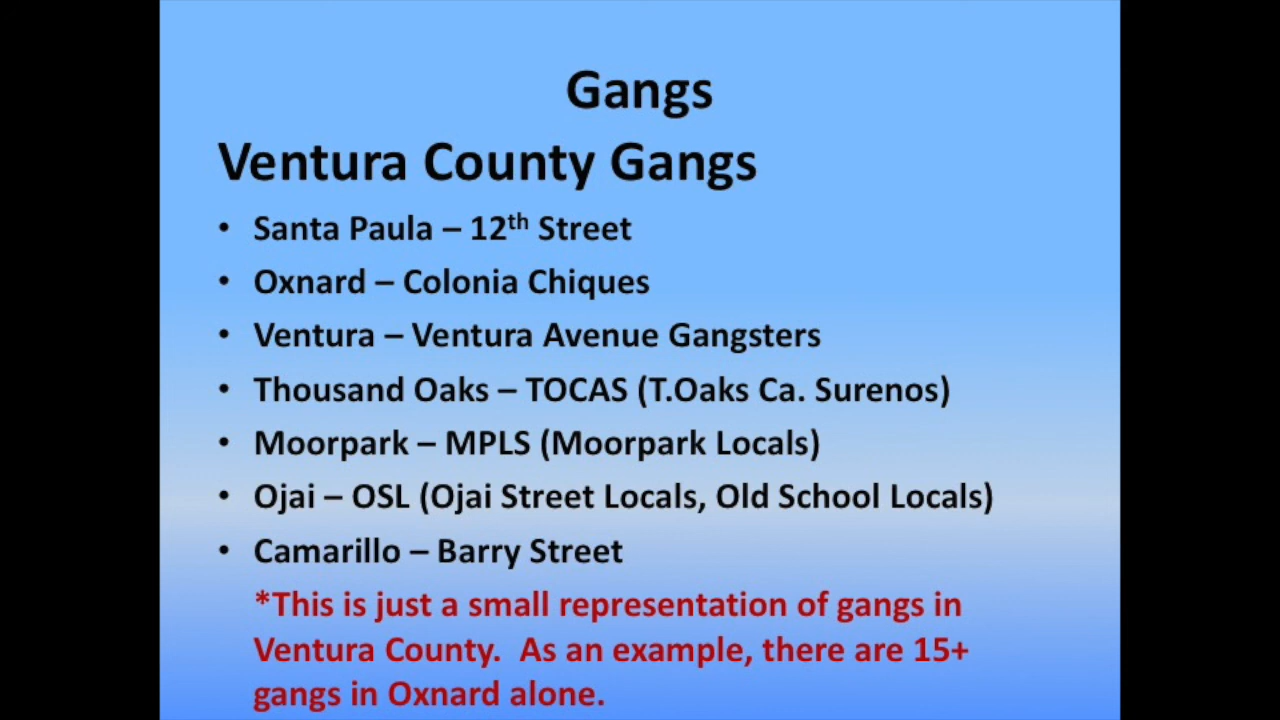 Gangs
Ventura County Gangs
• Santa Paula – 12th Street
• Oxnard – Colonia Chiques
• Ventura – Ventura Avenue Gangsters
• Thousand Oaks – TOCAS (T.Oaks Ca. Surenos)
• Moorpark – MPLS (Moorpark Locals)
• Ojai – OSL (Ojai Street Locals, Old School Locals)
• Camarillo – Barry Street
*This is just a small representation of gangs in
Ventura County.  As an example, there are 15+
gangs in Oxnard alone.